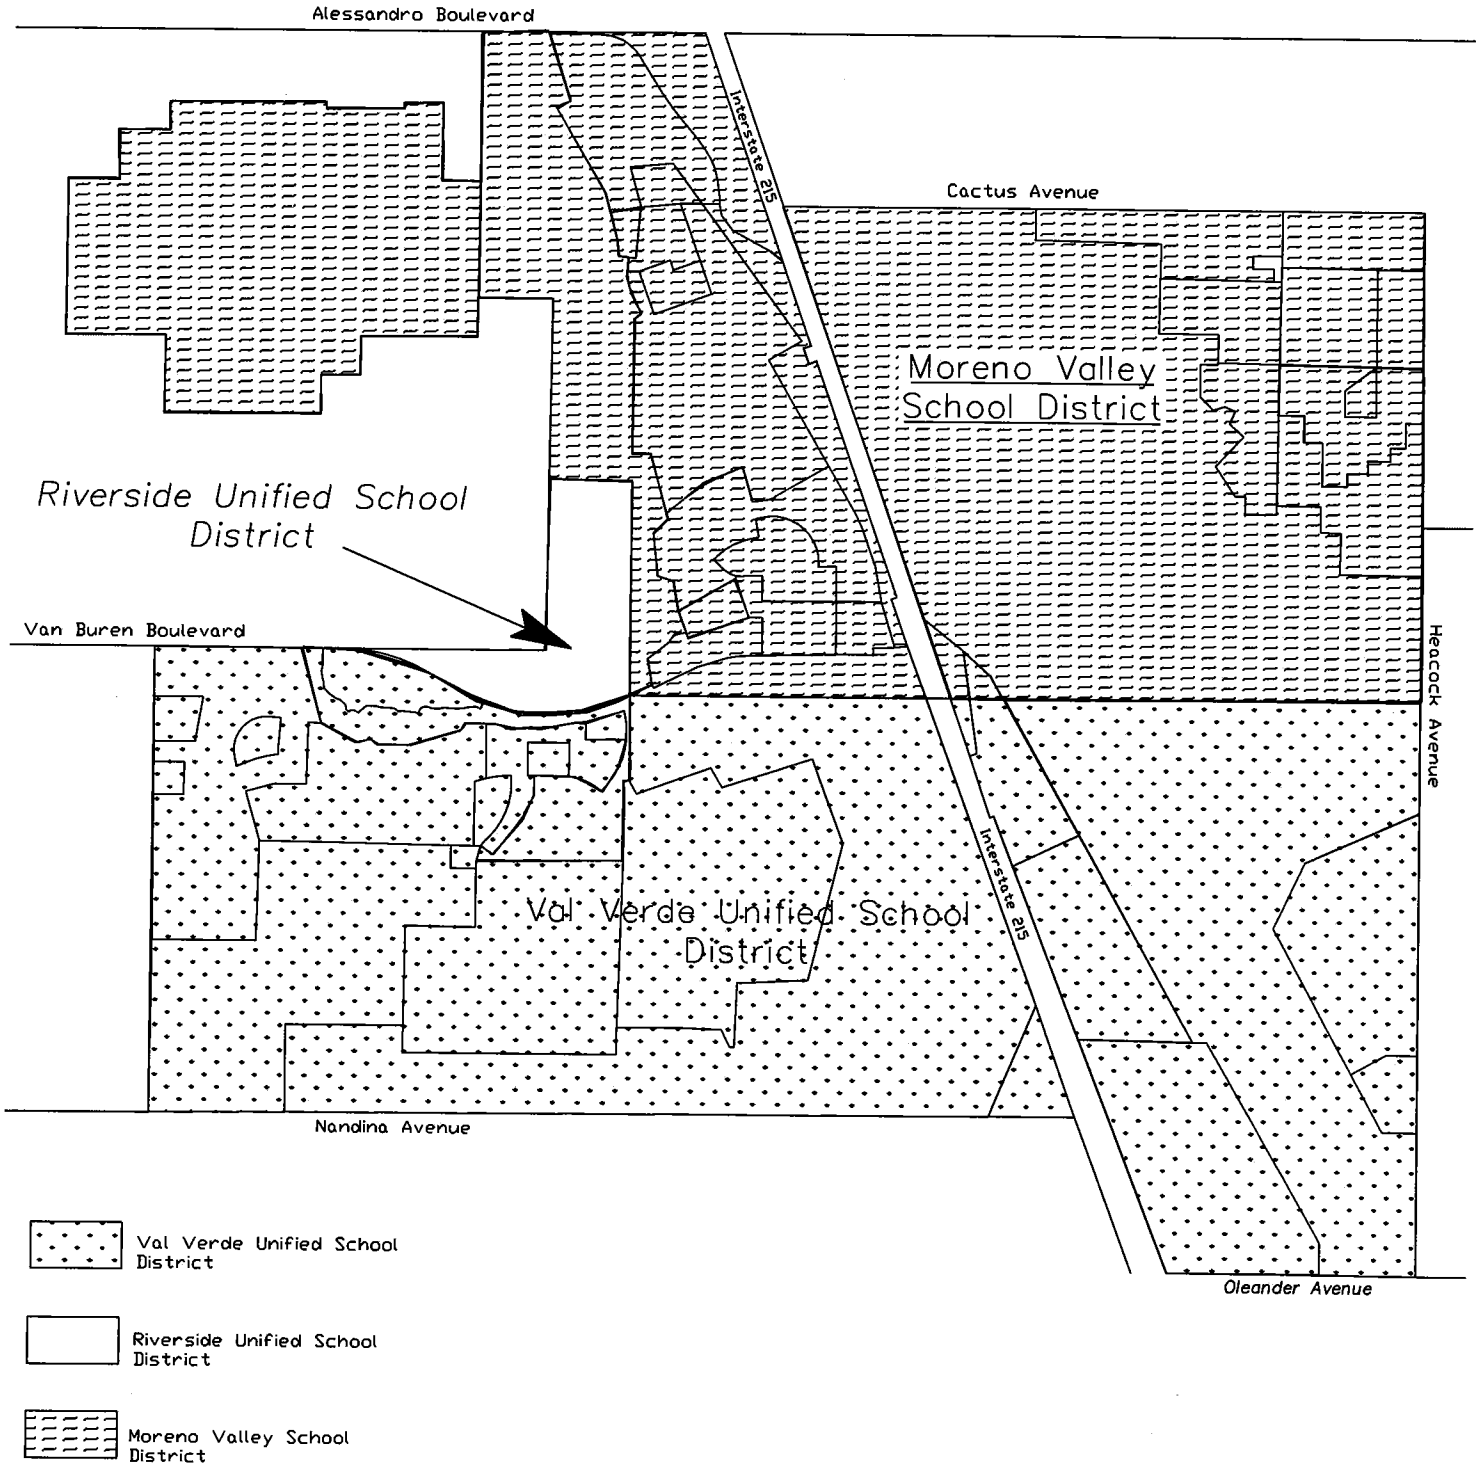 Alessandro Boulevard
Interstate 215
Cactus Avenue
Moreno Valley
School District
Riverside Unified School
District
Van Buren Boulevard
Heacock Avenue
Interstate 215
Val Verde Unified School
District
Nandina Avenue
Oleander Avenue
Val Verde Unified School
District
Riverside Unified School
District
Moreno Valley School
District